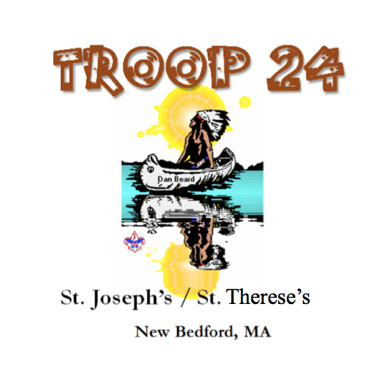 TROOP 24
Dan Beard
St. Joseph's / St. Therese's
New Bedford, MA